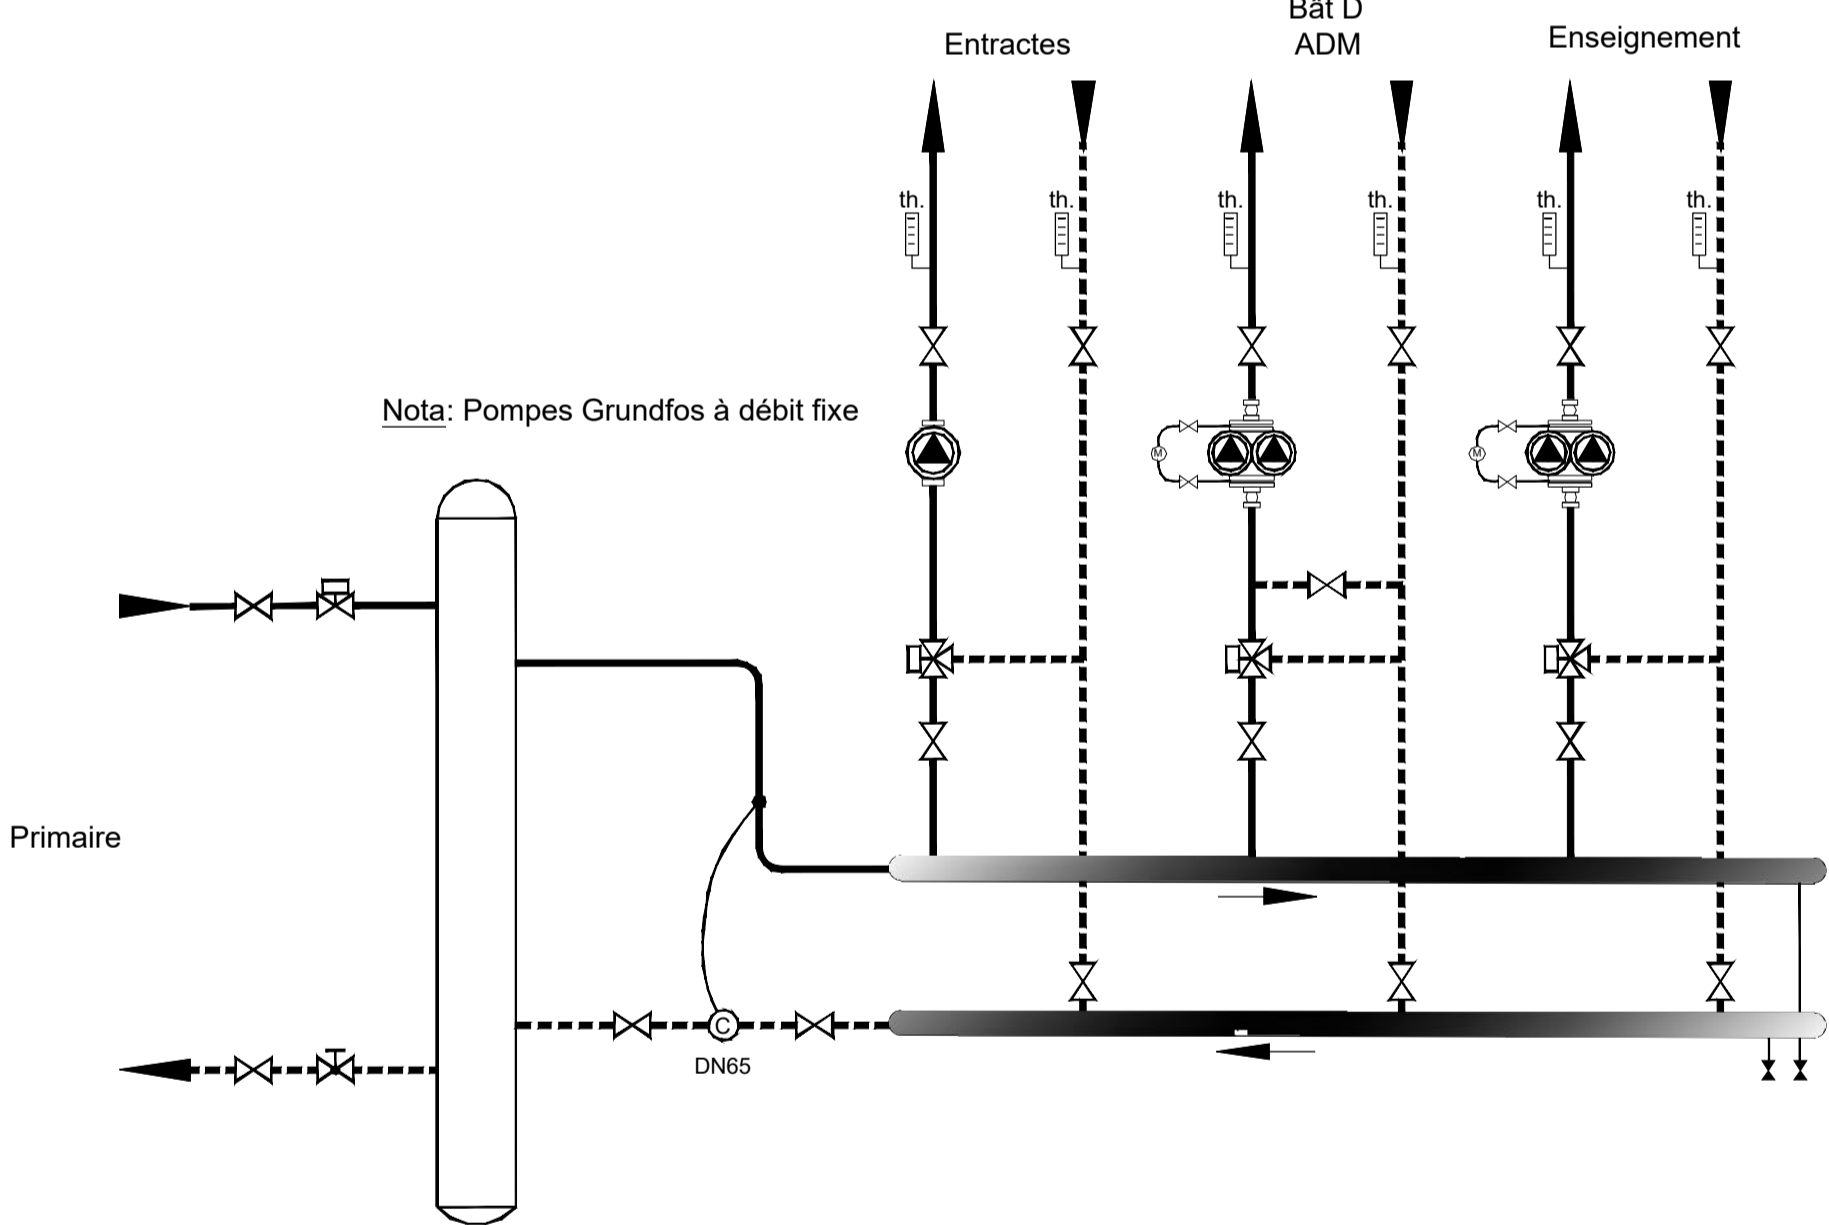 Bât D
Entractes
ADM
Enseignement
th.
th.
th.
th.
th.
th.
Nota: Pompes Grundfos à débit fixe
M
M
Primaire
C
DN65